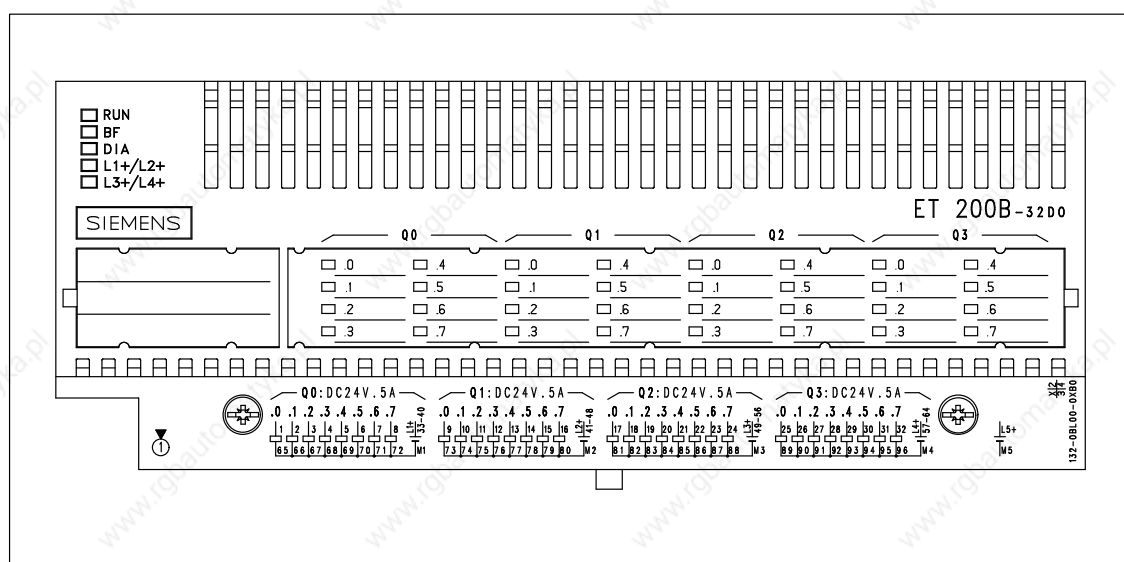 RUN
BF
DIA
L1+/L2+
L3+/L4+
SIEMENS
ET 200B-32DO
Q0 Q1 Q2 Q3
.0 .4 .0 .4 .0 .4 .0 .4
.1 .5 .1 .5 .1 .5 .1 .5
.2 .6 .2 .6 .2 .6 .2 .6
.3 .7 .3 .7 .3 .7 .3 .7
Q0:DC24V.5A Q1:DC24V.5A Q2:DC24V.5A Q3:DC24V.5A
.0 .1 .2 .3 .4 .5 .6 .7 .0 .1 .2 .3 .4 .5 .6 .7 .0 .1 .2 .3 .4 .5 .6 .7 .0 .1 .2 .3 .4 .5 .6 .7
1 2 3 4 5 6 7 8 L1+ 33-40 9 10 11 12 13 14 15 16 L2+ 41-48 17 18 19 20 21 22 23 24 L3+ 49-56 25 26 27 28 29 30 31 32 L4+ 57-64 L5+
65 66 67 68 69 70 71 72 M1 73 74 75 76 77 78 79 80 M2 81 82 83 84 85 86 87 88 M3 89 90 91 92 93 94 95 96 M4 M5
1
X 2
3 4
132-0BL00-0XB0
www.rgbautomatyka.pl